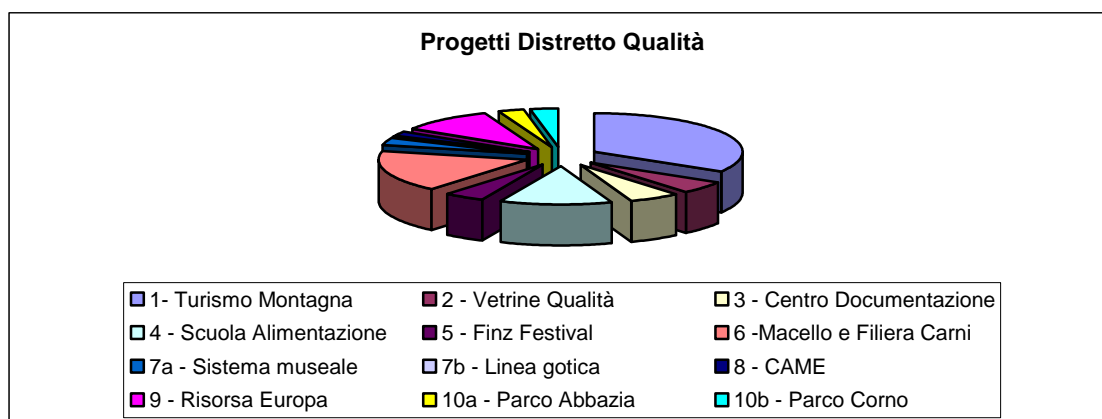 Progetti Distretto Qualità
1- Turismo Montagna
2 - Vetrine Qualità
3 - Centro Documentazione
4 - Scuola Alimentazione
5 - Finz Festival
6 -Macello e Filiera Carni
7a - Sistema museale
7b - Linea gotica
8 - CAME
9 - Risorsa Europa
10a - Parco Abbazia
10b - Parco Corno